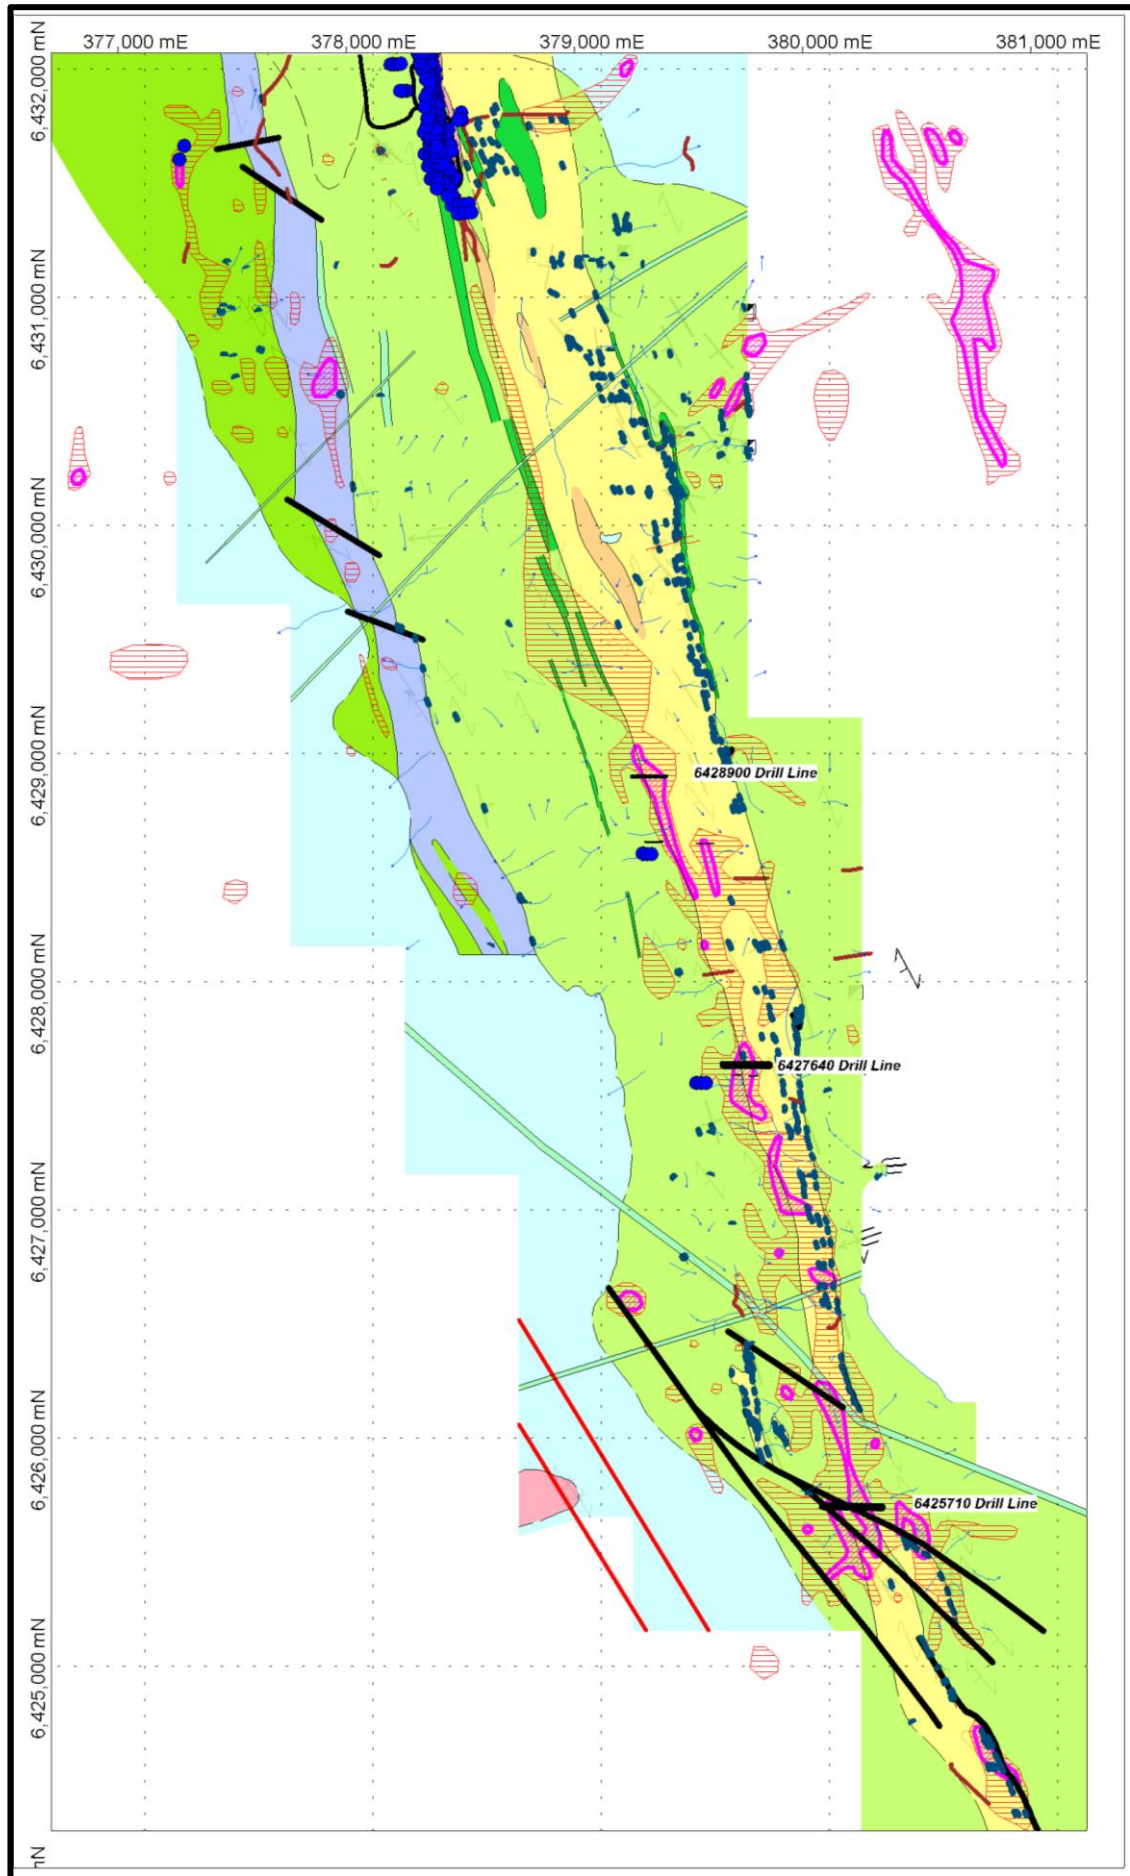 377,000 mE
378,000 mE
379,000 mE
380,000 mE
381,000 mE
6,432,000 mN
6,431,000 mN
6,430,000 mN
6,429,000 mN
6428900 Drill Line
6,428,000 mN
6427640 Drill Line
6,427,000 mN
6,426,000 mN
6425710 Drill Line
6,425,000 mN
mN